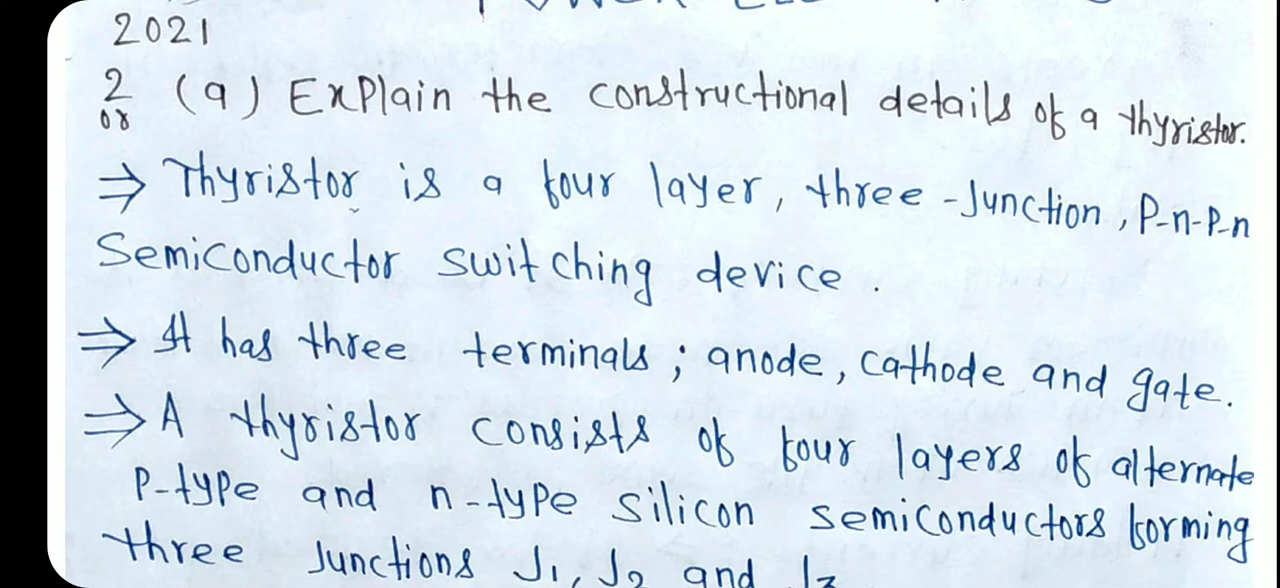 2021
2 (a) Explain the constructional details of a thyristor.
or
⇒ Thyristor is a four layer, three-Junction, P-n-P-n
Semiconductor switching device.
⇒ It has three terminals; anode, cathode and gate.
⇒ A thyristor consists of four layers of alternate
P-type and n-type silicon semiconductors forming
three Junctions J1, J2 and J3